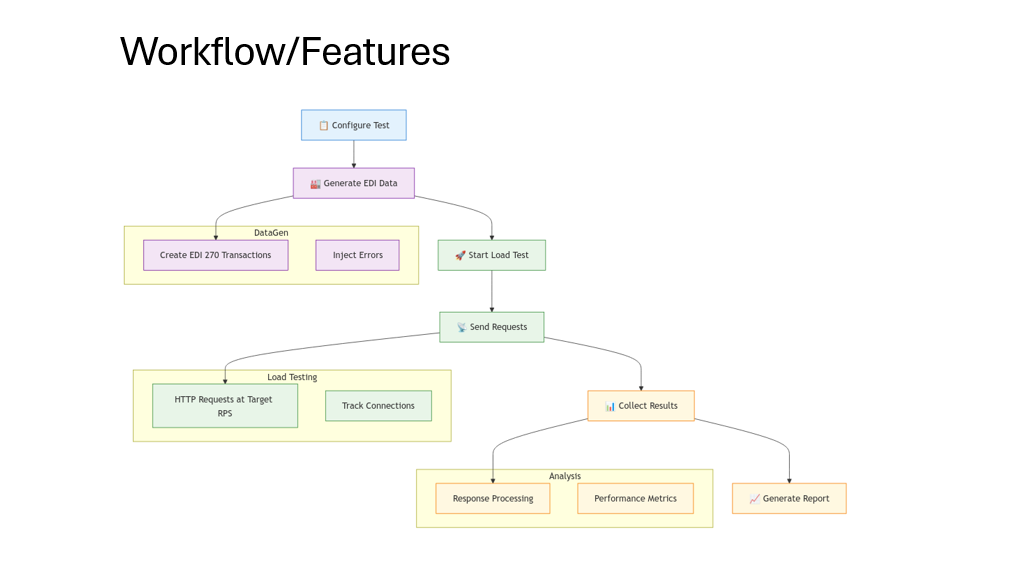 Workflow/Features
📋 Configure Test
🏭 Generate EDI Data
DataGen
Create EDI 270 Transactions
Inject Errors
🚀 Start Load Test
📡 Send Requests
Load Testing
HTTP Requests at Target
RPS
Track Connections
📊 Collect Results
Analysis
Response Processing
Performance Metrics
📈 Generate Report